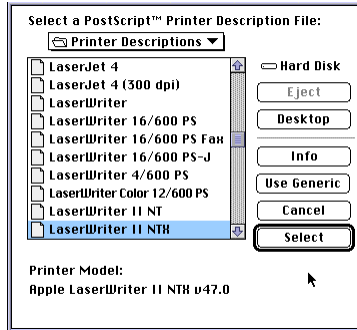 Select a PostScript™ Printer Description File:
Printer Descriptions
LaserJet 4
LaserJet 4 (300 dpi)
LaserWriter
LaserWriter 16/600 PS
LaserWriter 16/600 PS Fax
LaserWriter 16/600 PS-J
LaserWriter 4/600 PS
LaserWriter Color 12/600 PS
LaserWriter II NT
LaserWriter II NTX
Hard Disk
Eject
Desktop
Info
Use Generic
Cancel
Select
Printer Model:
Apple LaserWriter II NTX v47.0